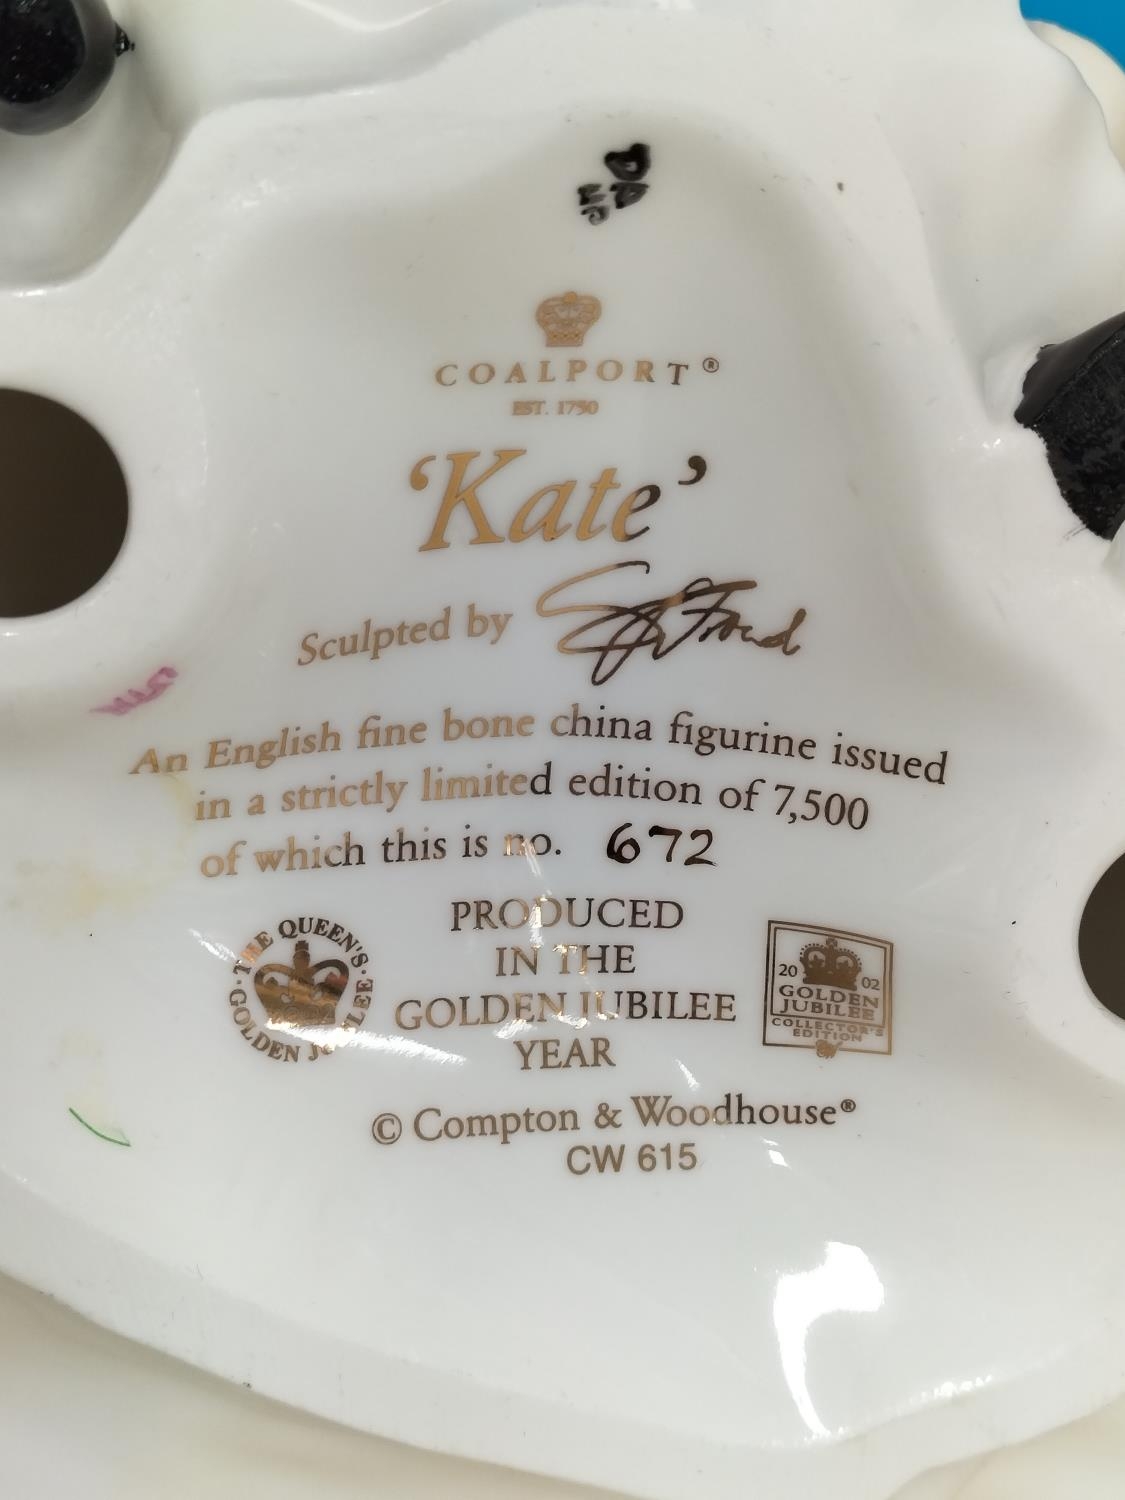 COALPORT®
EST. 1750
‘Kate’
Sculpted by
An English fine bone china figurine issued
in a strictly limited edition of 7,500
of which this is no. 672
PRODUCED
IN THE
GOLDEN JUBILEE
YEAR
· THE QUEEN'S · GOLDEN JUBILEE
20 02
GOLDEN
JUBILEE
COLLECTOR'S
EDITION
© Compton & Woodhouse®
CW 615